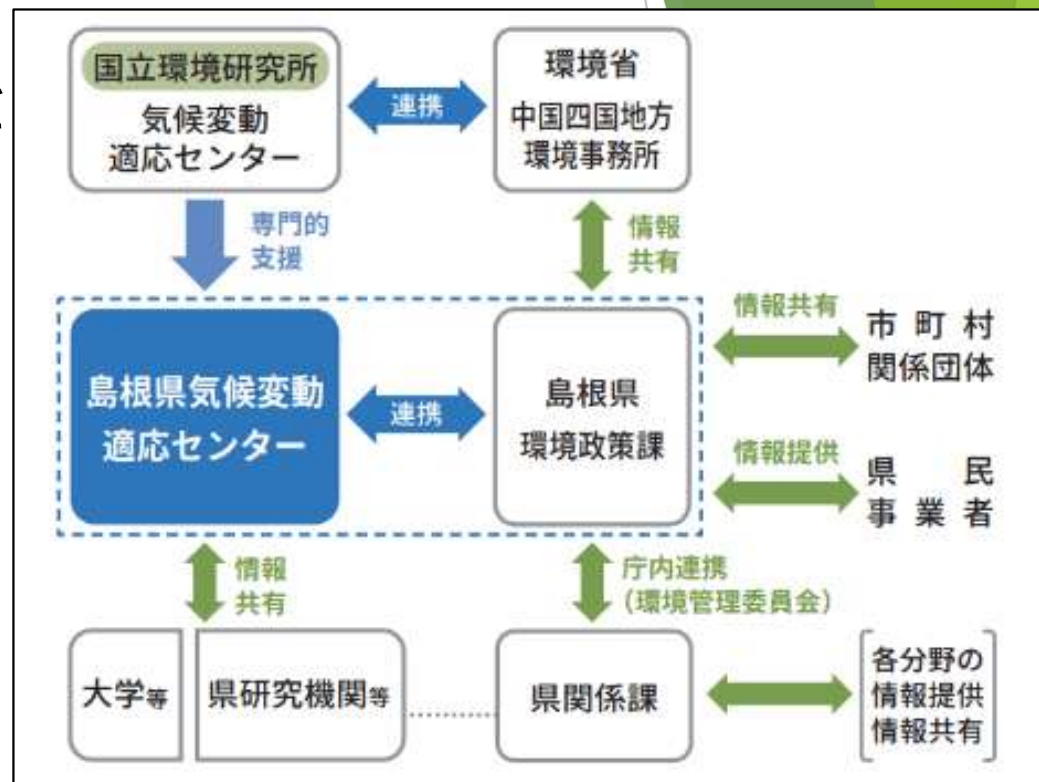 国立環境研究所
気候変動
適応センター
連携
環境省
中国四国地方
環境事務所
専門的
支援
情報
共有
島根県気候変動
適応センター
連携
島根県
環境政策課
情報共有
市町村
関係団体
情報提供
県民
事業者
情報
共有
庁内連携
（環境管理委員会）
大学等
県研究機関等
県関係課
各分野の
情報提供
情報共有